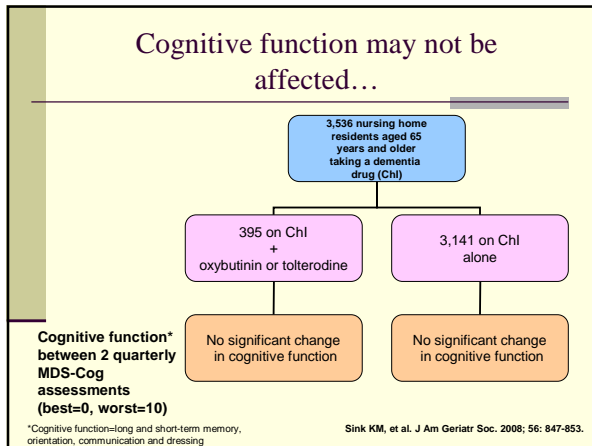 Cognitive function may not be
affected…
3,536 nursing home
residents aged 65
years and older
taking a dementia
drug (ChI)
395 on ChI
+
oxybutinin or tolterodine
3,141 on ChI
alone
No significant change
in cognitive function
No significant change
in cognitive function
Cognitive function*
between 2 quarterly
MDS-Cog
assessments
(best=0, worst=10)
*Cognitive function=long and short-term memory,
orientation, communication and dressing
Sink KM, et al. J Am Geriatr Soc. 2008; 56: 847-853.